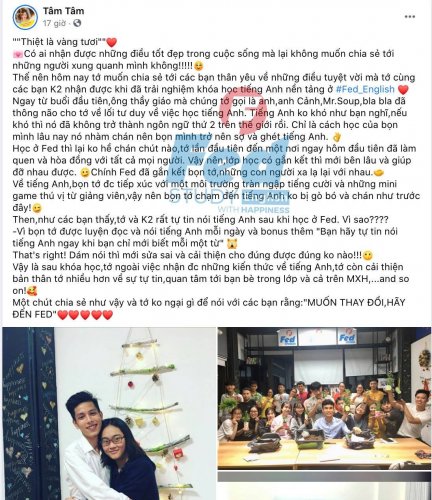 Tâm Tâm
17 giờ ·
""Thiệt là vàng tươi""❤️
🌸Có ai nhận được những điều tốt đẹp trong cuộc sống mà lại không muốn chia sẻ tới
những người xung quanh mình không!!!!!😊
Thế nên hôm nay tớ muốn chia sẻ tới các bạn thân yêu về những điều tuyệt vời mà tớ cùng
các bạn K2 nhận được khi đã trải nghiệm khóa học tiếng Anh nền tảng ở #Fed_English ❤️
Ngay từ buổi đầu tiên, ông thầy giáo mà chúng tớ gọi là anh,anh Cảnh,Mr.Soup,bla bla đã
thông não cho tớ về lối tư duy về việc học tiếng Anh. Tiếng Anh ko khó như bạn nghĩ,nếu
khó thì nó đã không trở thành ngôn ngữ thứ 2 trên thế giới rồi. Chỉ là cách học của bạn
mình lâu nay nó nhàm chán nên bọn mình trở nên sợ và ghét tiếng Anh. 👌
Học ở Fed thì lại ko hề chán chút nào,tớ lần đầu tiên đến một nơi ngay hôm đầu tiên đã làm
quen và hòa đồng với tất cả mọi người. Vậy nên lớp học có gắn kết thì mới bên lâu và giúp
đỡ nhau được. 😊 Chính Fed đã gắn kết bọn tớ,những người xa lạ lại với nhau.🤝
Về tiếng Anh,bọn tớ đc tiếp xúc với một môi trường tràn ngập tiếng cười và những mini
game thú vị từ giảng viên,vậy nên bọn tớ học đến tiếng Anh ko bị gò bó và chán như trước
đây!😊
Then,như các bạn thấy,tớ và K2 rất tự tin nói tiếng Anh sau khi học ở Fed. Vì sao????
-Vì bọn tớ được luyện đọc và nói tiếng Anh mỗi ngày và bonus thêm "Bạn hãy tự tin nói
tiếng Anh ngay khi bạn chỉ mới biết mỗi một từ"
That's right! Dám nói thì mới sửa sai và cải thiện cho đúng được đúng ko nào!!!🙂
Vậy là sau khóa học,tớ ngoài việc nhận đc những kiến thức về tiếng Anh,tớ còn cải thiện
bản thân tớ nhiều hơn về sự tự tin,quan tâm tới bạn bè trong lớp và cả trên MXH,...and so
on!🥰
Một chút chia sẻ như vậy và tớ ko ngại gì để nói với các bạn rằng:"MUỐN THAY ĐỔI,HÃY
ĐẾN FED"❤️❤️❤️❤️❤️
Fed
STUDY
WITH HAPPINESS
Fed